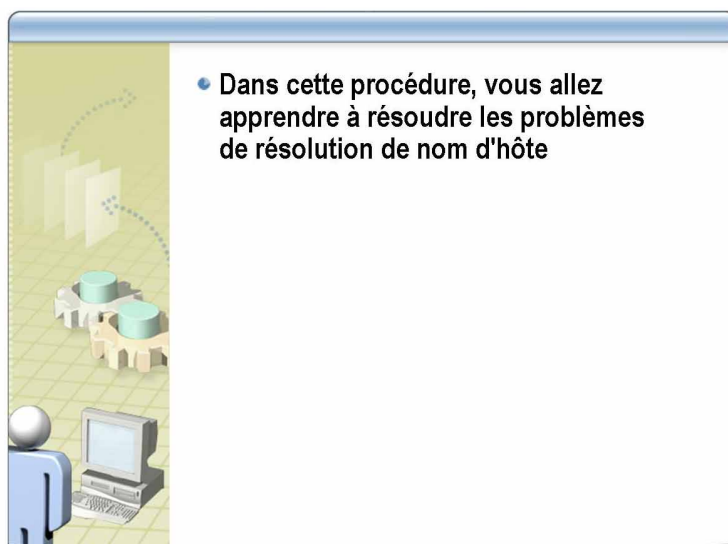 Dans cette procédure, vous allez
apprendre à résoudre les problèmes
de résolution de nom d'hôte